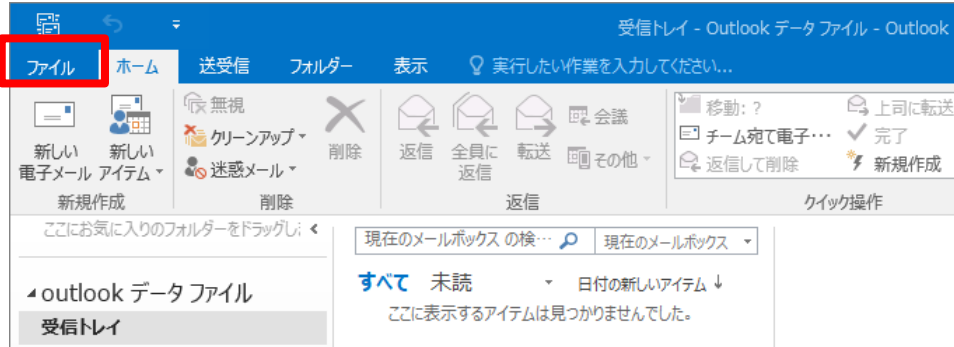 受信トレイ - Outlook データ ファイル - Outlook
ファイル ホーム 送受信 フォルダー 表示 実行したい作業を入力してください...
新しい
電子メール
新しい
アイテム
新規作成
無視
クリーンアップ
迷惑メール
削除
削除
返信
全員に
返信
転送
会議
その他
返信
移動: ?
チーム宛て電子…
返信して削除
上司に転送
完了
新規作成
クイック操作
ここにお気に入りのフォルダーをドラッグし
outlook データ ファイル
受信トレイ
現在のメールボックス の検… 現在のメールボックス
すべて 未読 日付の新しいアイテム ↓
ここに表示するアイテムは見つかりませんでした。